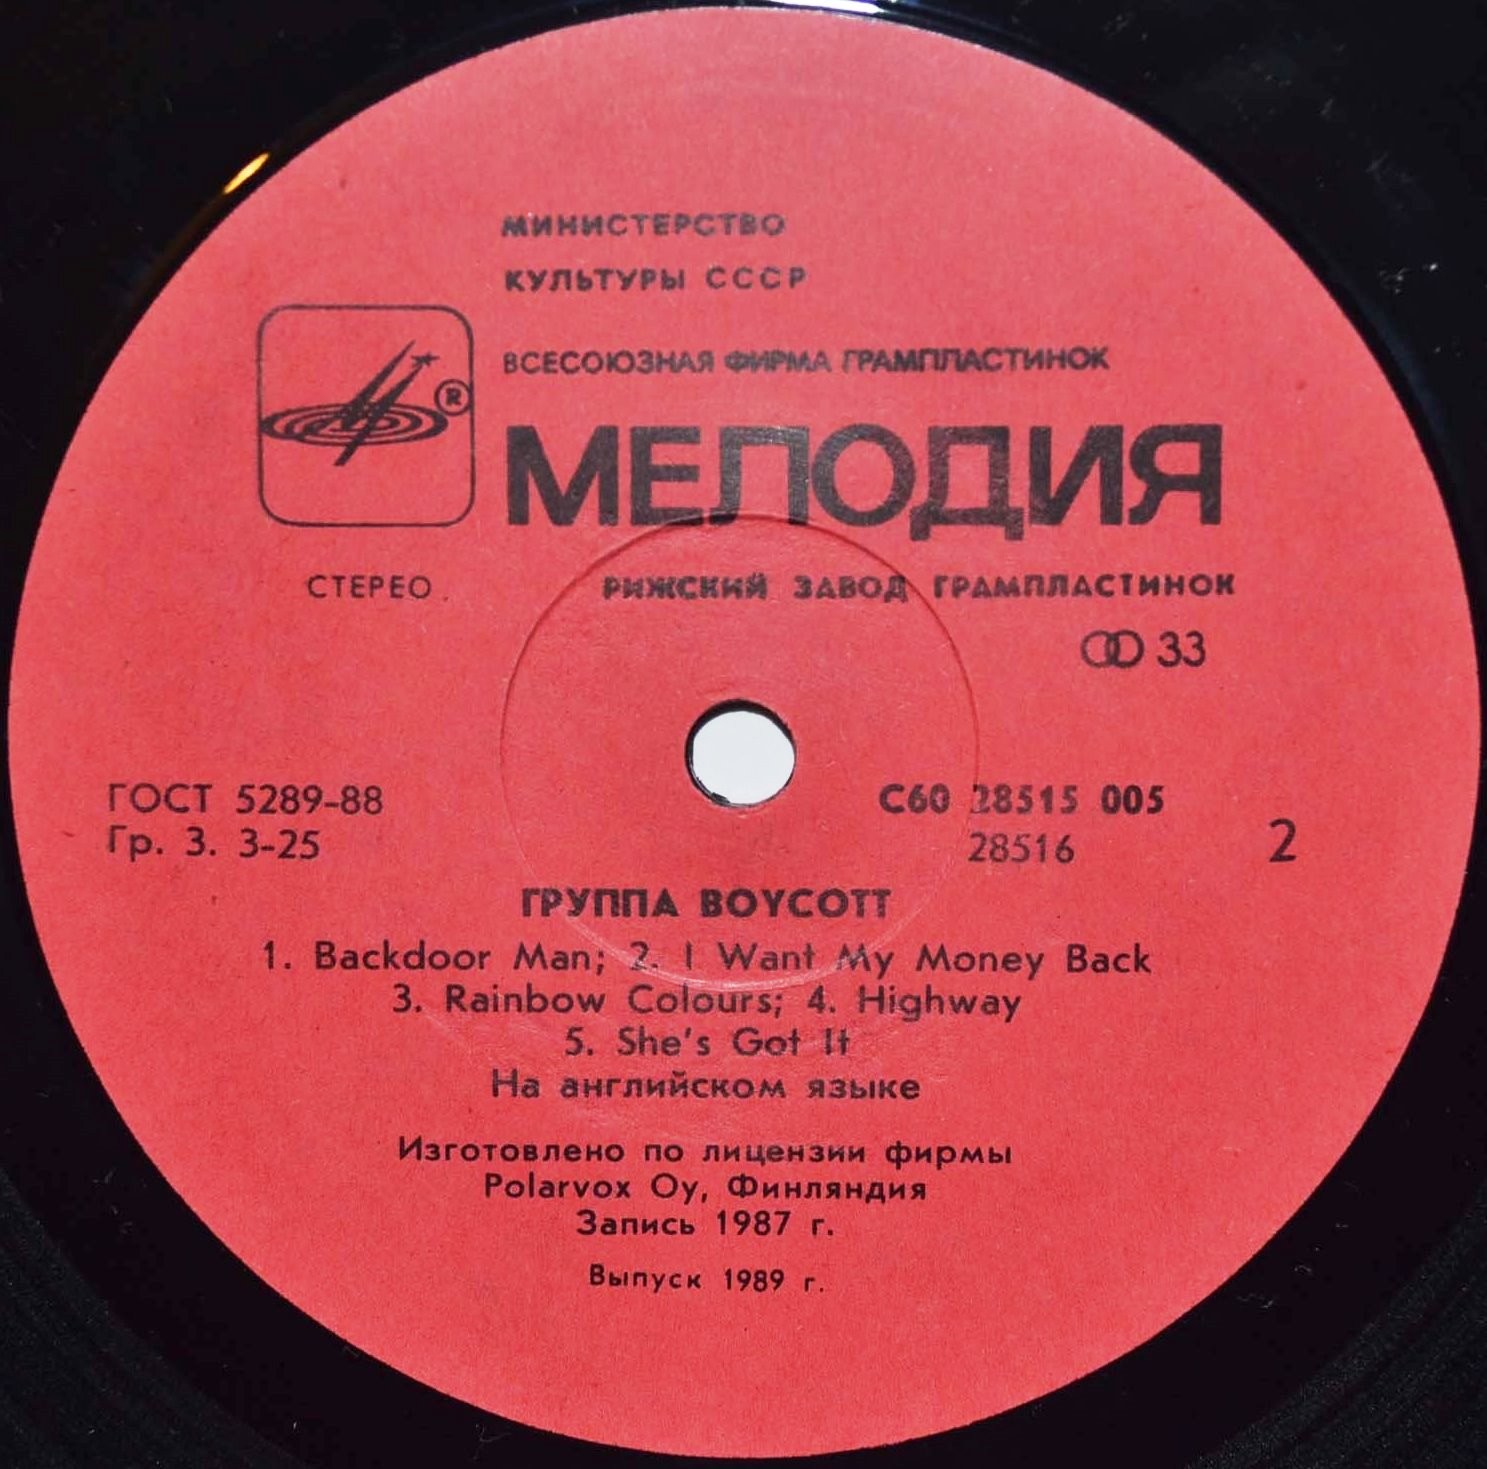 МИНИСТЕРСТВО
КУЛЬТУРЫ СССР
ВСЕСОЮЗНАЯ ФИРМА ГРАМПЛАСТИНОК
®
МЕЛОДИЯ
СТЕРЕО
РИЖСКИЙ ЗАВОД ГРАМПЛАСТИНОК
33
ГОСТ 5289-88
Гр. 3. 3-25
С60 28515 005
28516
2
ГРУППА BOYCOTT
1. Backdoor Man; 2. I Want My Money Back
3. Rainbow Colours; 4. Highway
5. She's Got It
На английском языке
Изготовлено по лицензии фирмы
Polarvox Oy, Финляндия
Запись 1987 г.
Выпуск 1989 г.